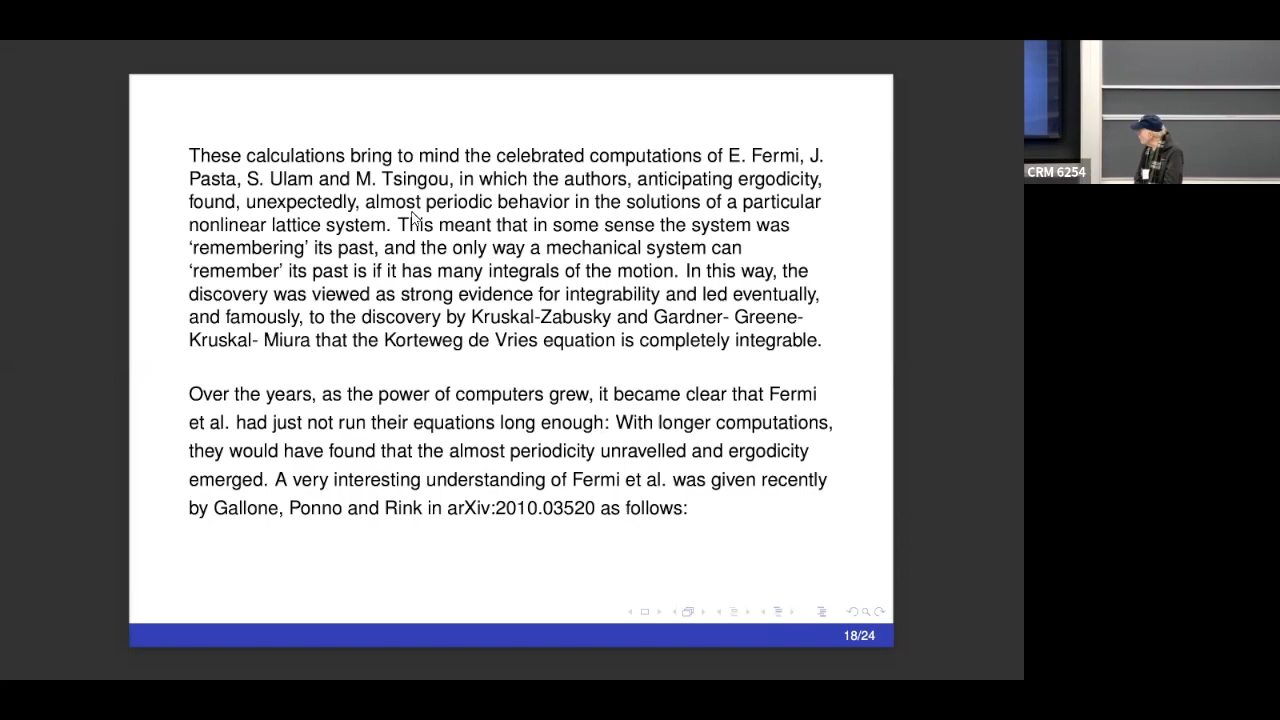 These calculations bring to mind the celebrated computations of E. Fermi, J.
Pasta, S. Ulam and M. Tsingou, in which the authors, anticipating ergodicity,
found, unexpectedly, almost periodic behavior in the solutions of a particular
nonlinear lattice system. This meant that in some sense the system was
‘remembering’ its past, and the only way a mechanical system can
‘remember’ its past is if it has many integrals of the motion. In this way, the
discovery was viewed as strong evidence for integrability and led eventually,
and famously, to the discovery by Kruskal-Zabusky and Gardner- Greene-
Kruskal- Miura that the Korteweg de Vries equation is completely integrable.
Over the years, as the power of computers grew, it became clear that Fermi
et al. had just not run their equations long enough: With longer computations,
they would have found that the almost periodicity unravelled and ergodicity
emerged. A very interesting understanding of Fermi et al. was given recently
by Gallone, Ponno and Rink in arXiv:2010.03520 as follows:
18/24
CRM 6254